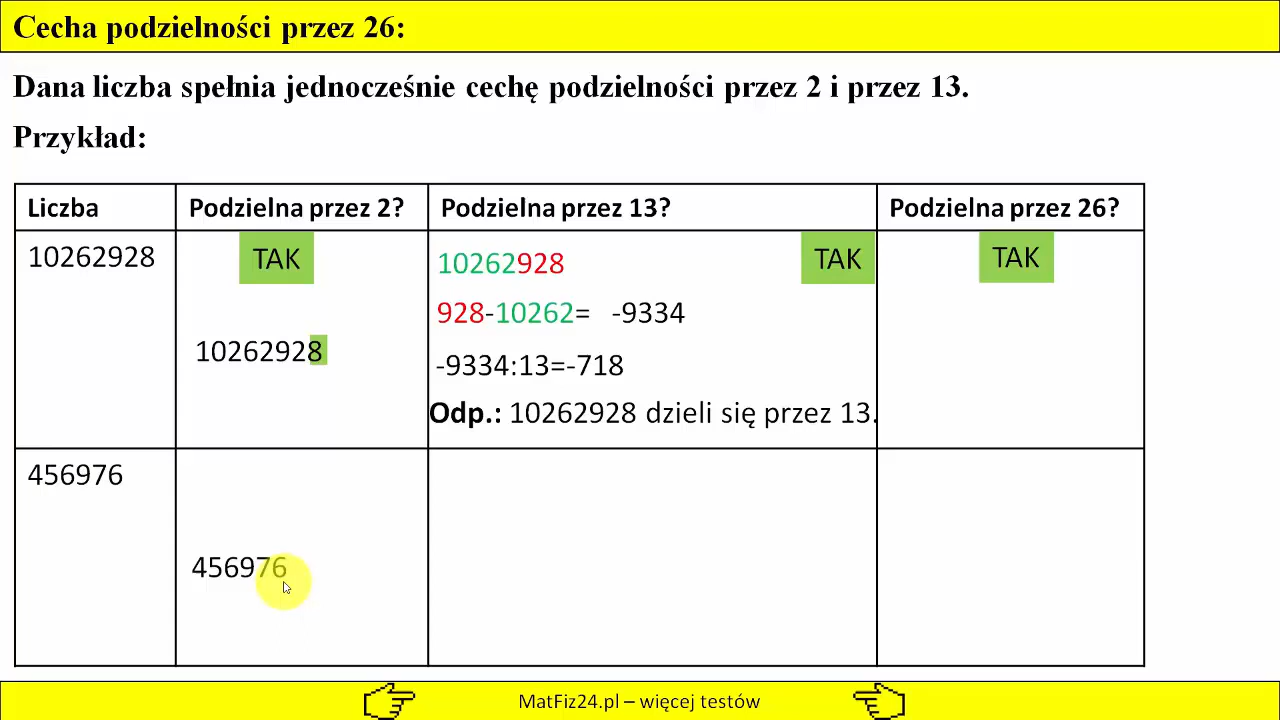 Cecha podzielności przez 26:
Dana liczba spełnia jednocześnie cechę podzielności przez 2 i przez 13.
Przykład:
Liczba Podzielna przez 2? Podzielna przez 13? Podzielna przez 26?
10262928 TAK 10262928 TAK TAK
928-10262= -9334
10262928
-9334:13=-718
Odp.: 10262928 dzieli się przez 13.
456976
456976
MatFiz24.pl – więcej testów